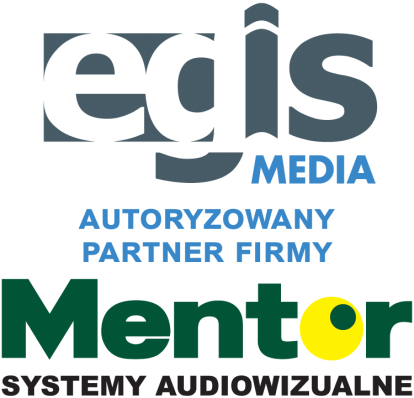 egis
MEDIA
AUTORYZOWANY
PARTNER FIRMY
Mentor
SYSTEMY AUDIOWIZUALNE